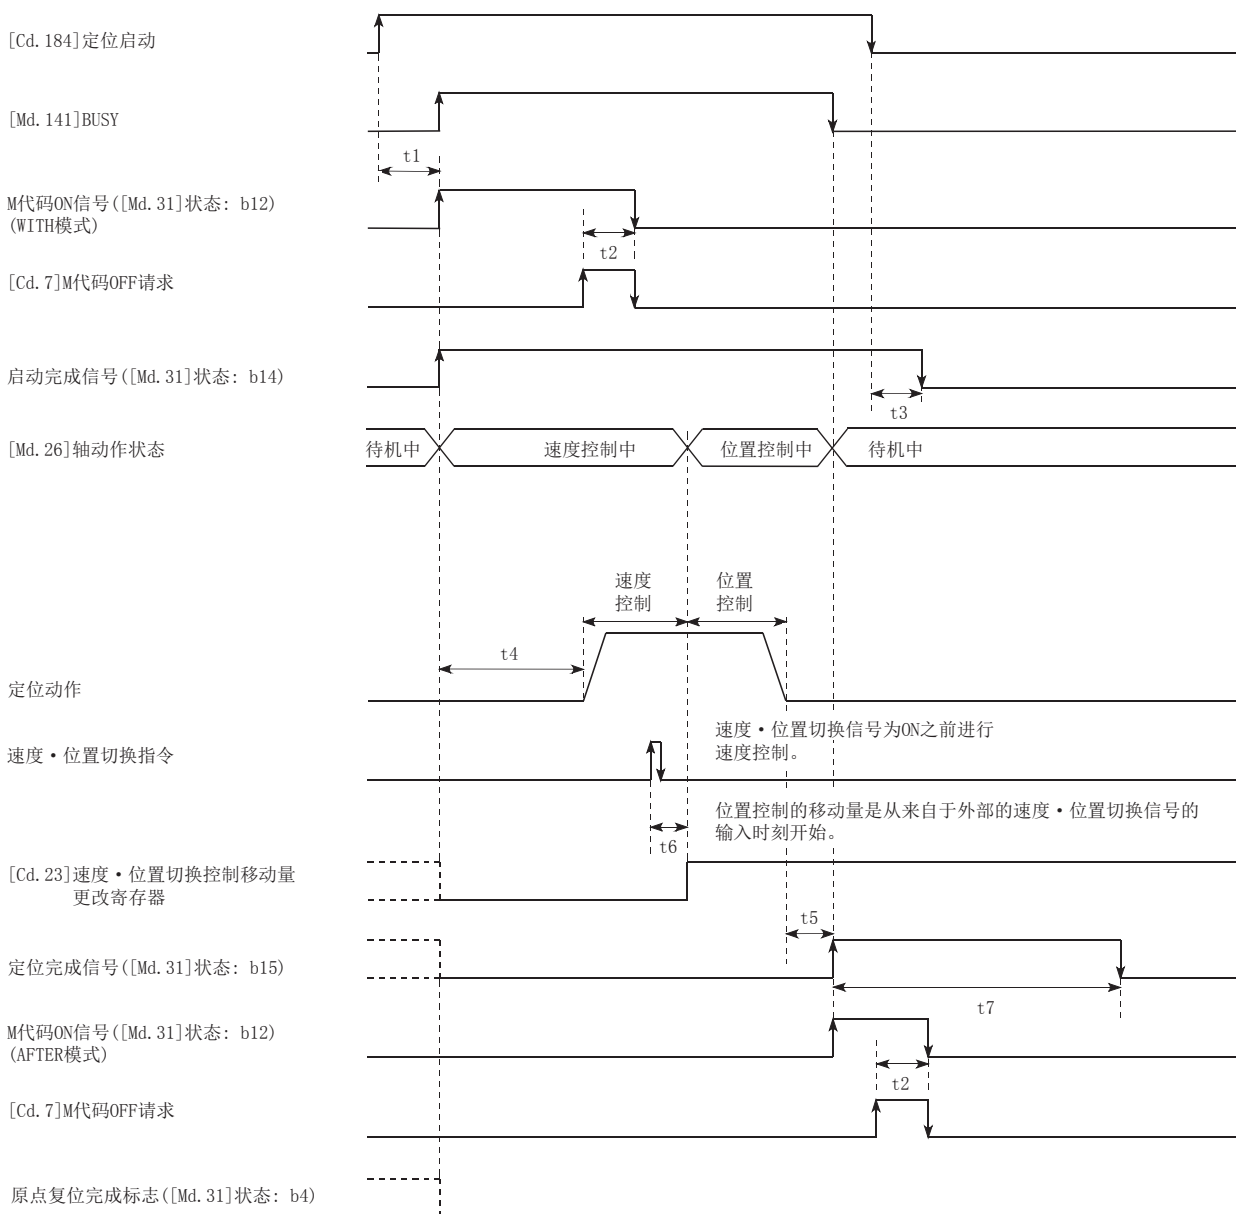 [Cd.184]定位启动
[Md.141]BUSY
t1
M代码ON信号([Md.31]状态: b12)
(WITH模式)
t2
[Cd.7]M代码OFF请求
启动完成信号([Md.31]状态: b14)
t3
[Md.26]轴动作状态
待机中
速度控制中
位置控制中
待机中
速度
控制
位置
控制
t4
定位动作
速度·位置切换信号为ON之前进行
速度控制。
速度·位置切换指令
位置控制的移动量是从来自于外部的速度·位置切换信号的
输入时刻开始。
t6
[Cd.23]速度·位置切换控制移动量
更改寄存器
t5
定位完成信号([Md.31]状态: b15)
t7
M代码ON信号([Md.31]状态: b12)
(AFTER模式)
t2
[Cd.7]M代码OFF请求
原点复位完成标志([Md.31]状态: b4)